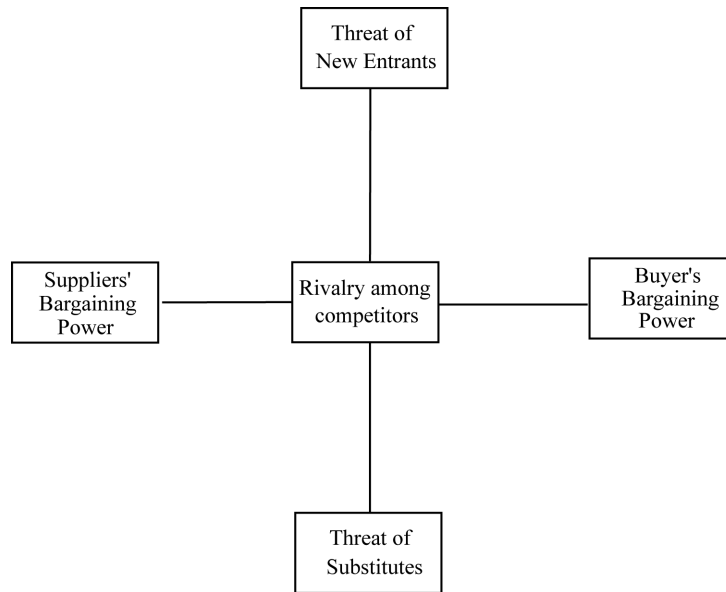 Threat of
New Entrants
Suppliers'
Bargaining
Power
Rivalry among
competitors
Buyer's
Bargaining
Power
Threat of
Substitutes